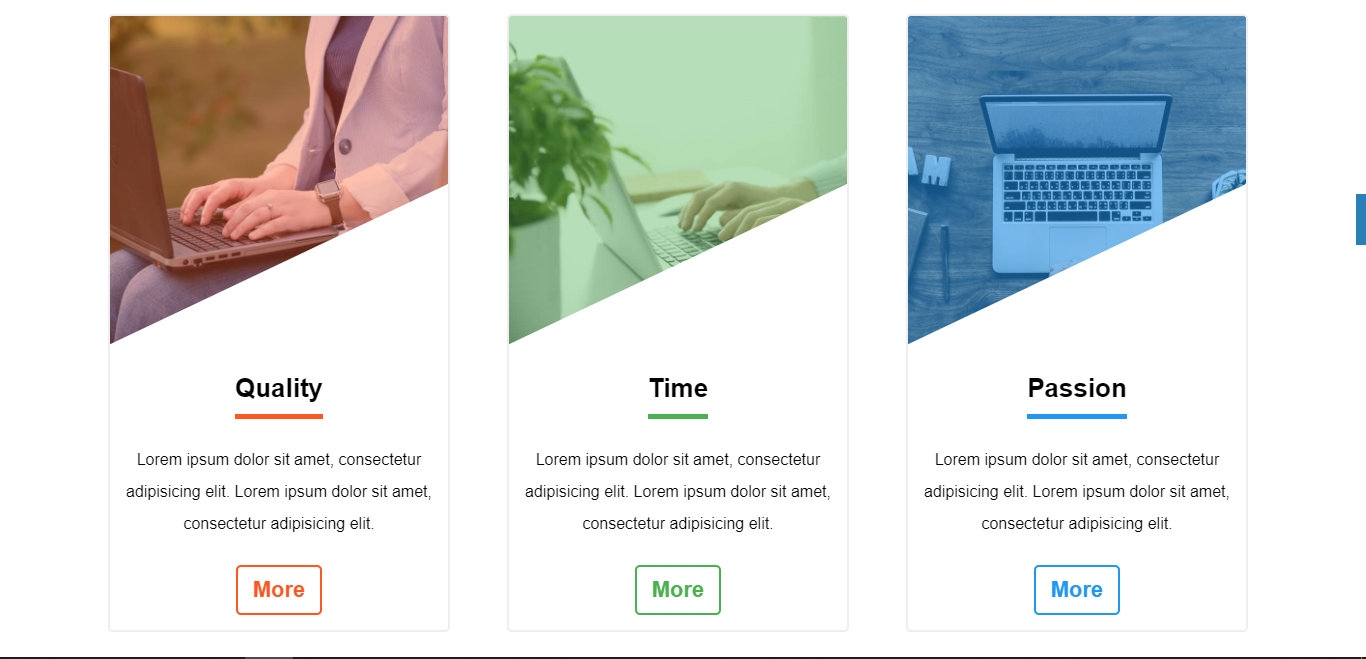 AM
Quality
Lorem ipsum dolor sit amet, consectetur
adipisicing elit. Lorem ipsum dolor sit amet,
consectetur adipisicing elit.
More
Time
Lorem ipsum dolor sit amet, consectetur
adipisicing elit. Lorem ipsum dolor sit amet,
consectetur adipisicing elit.
More
Passion
Lorem ipsum dolor sit amet, consectetur
adipisicing elit. Lorem ipsum dolor sit amet,
consectetur adipisicing elit.
More